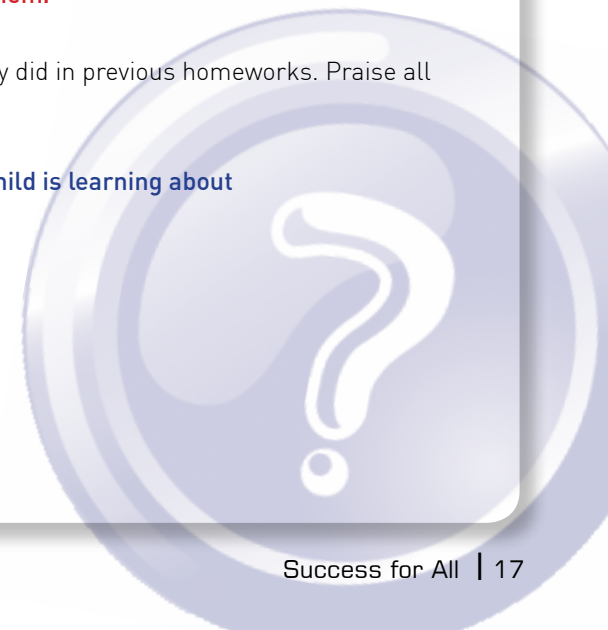 y did in previous homeworks. Praise all
hild is learning about
Success for All | 17